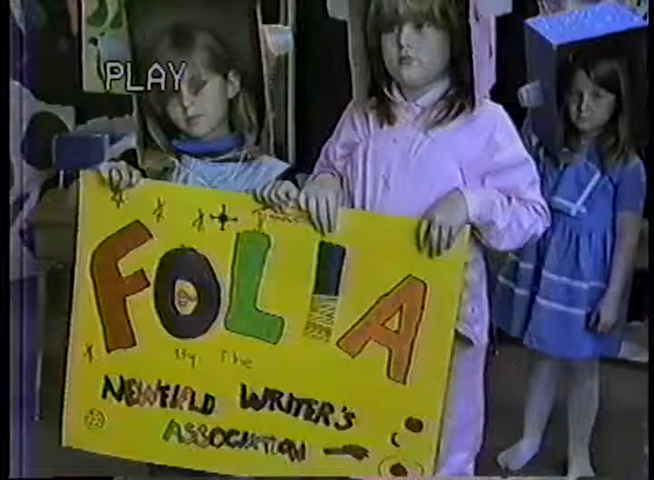 PLAY
FOLIA
By The
NEWFIELD WRITER'S
ASSOCIATION